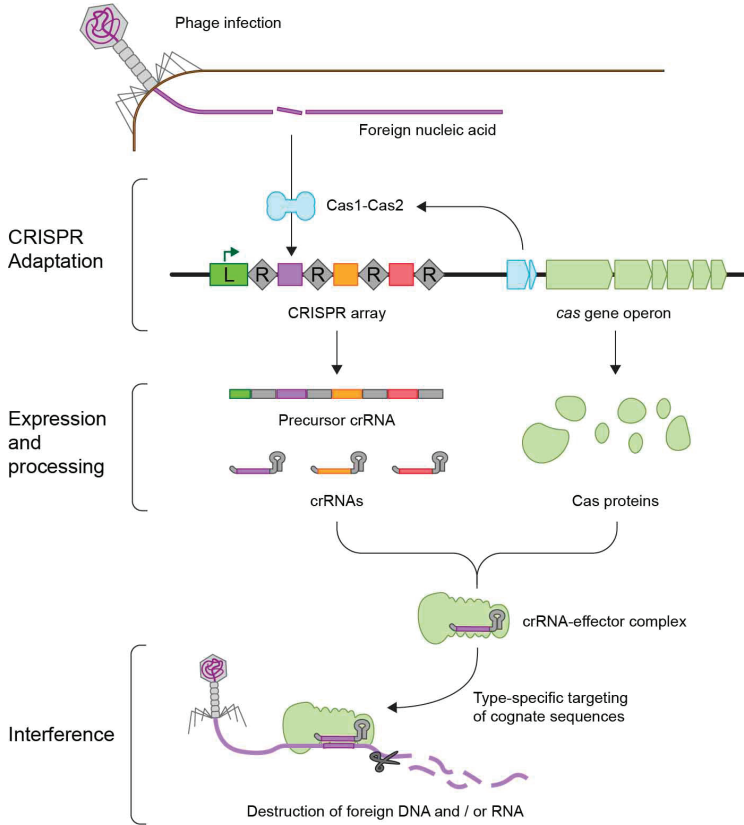 Phage infection
Foreign nucleic acid
CRISPR
Adaptation
Cas1-Cas2
L R R R R
CRISPR array
cas gene operon
Expression
and
processing
Precursor crRNA
crRNAs
Cas proteins
crRNA-effector complex
Interference
Type-specific targeting
of cognate sequences
Destruction of foreign DNA and / or RNA